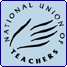 NATIONAL UNION OF
TEACHERS